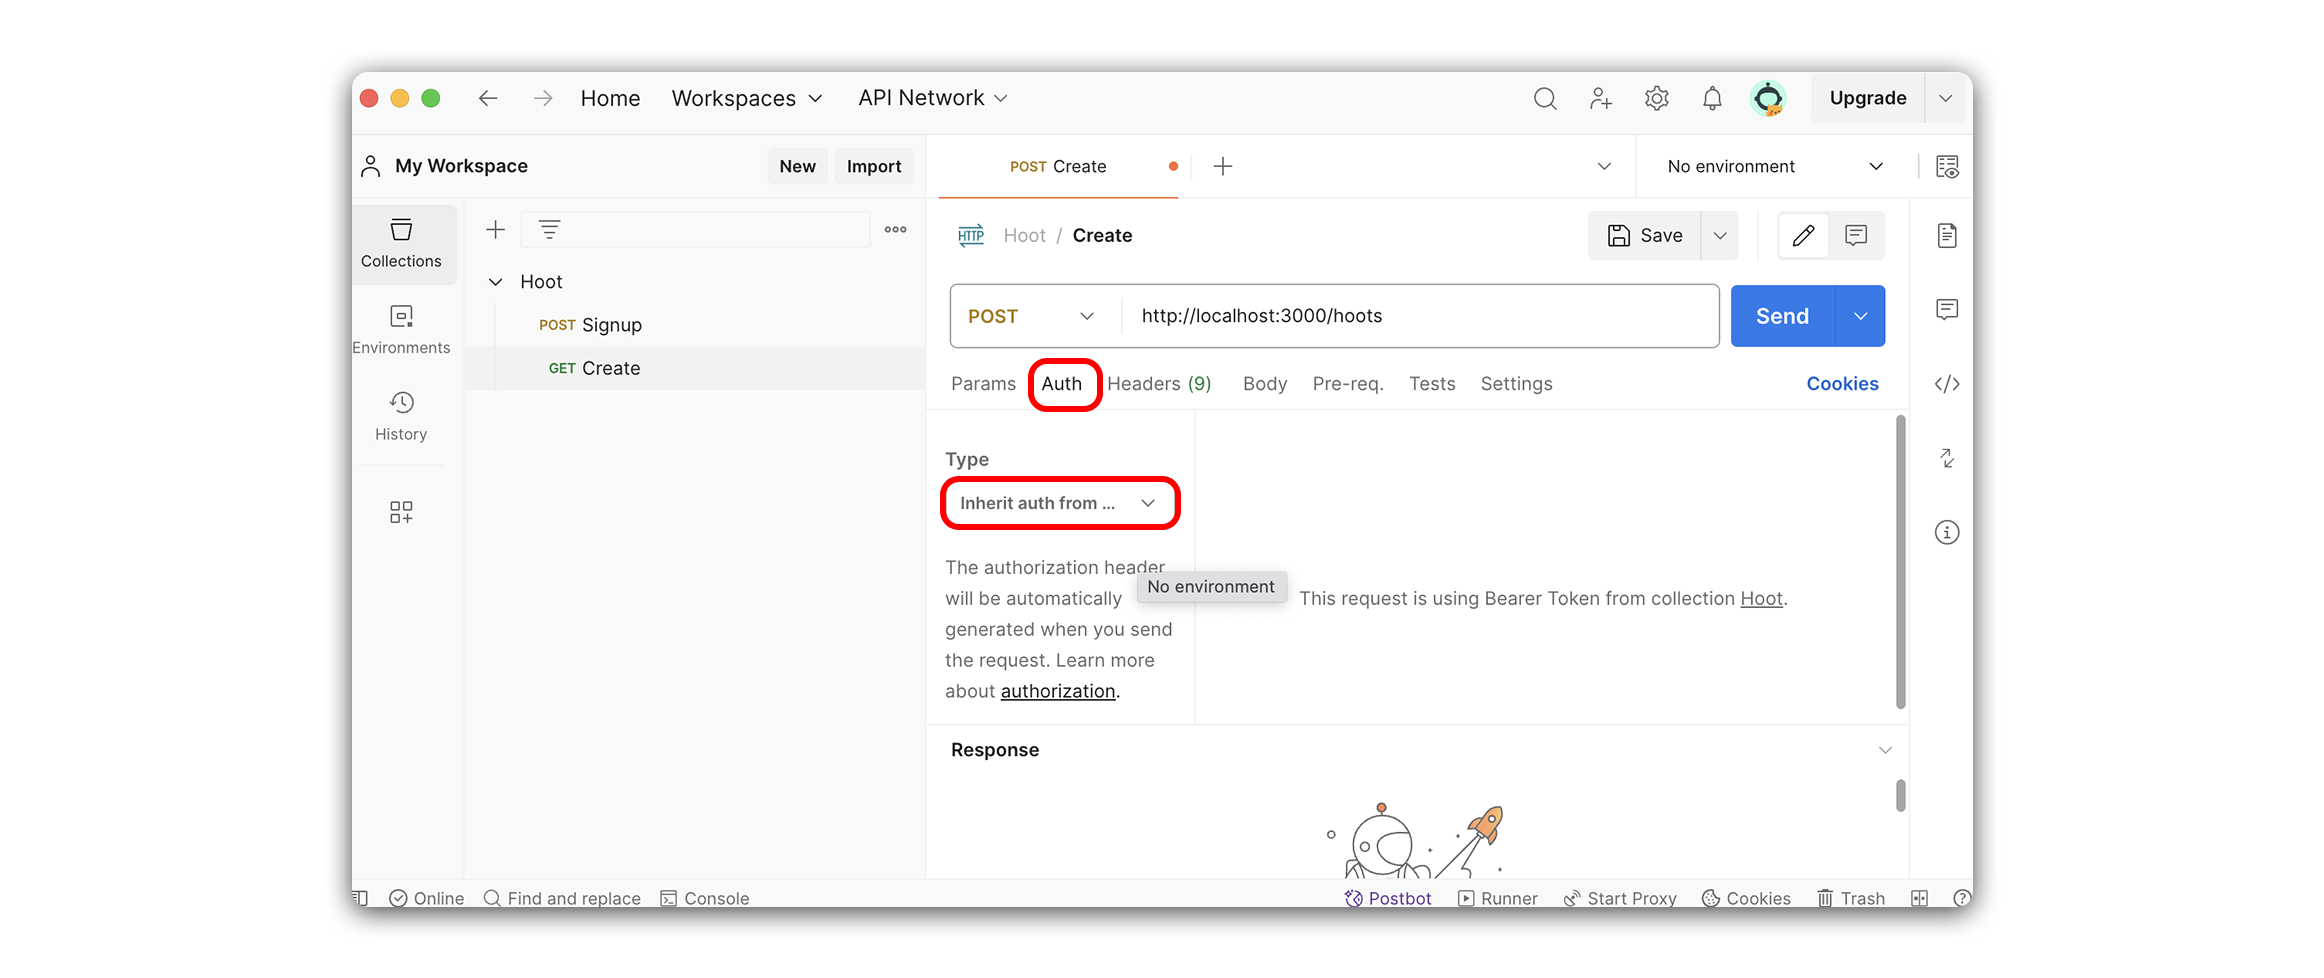 Home Workspaces API Network Upgrade
My Workspace New Import POST Create No environment
Collections
HTTP Hoot / Create Save
Hoot
POST Signup
POST http://localhost:3000/hoots Send
Environments
GET Create
Params Auth Headers (9) Body Pre-req. Tests Settings Cookies
History
Type
Inherit auth from ...
The authorization header
will be automatically
generated when you send
the request. Learn more
about authorization.
No environment
This request is using Bearer Token from collection Hoot.
Response
Online Find and replace Console Postbot Runner Start Proxy Cookies Trash